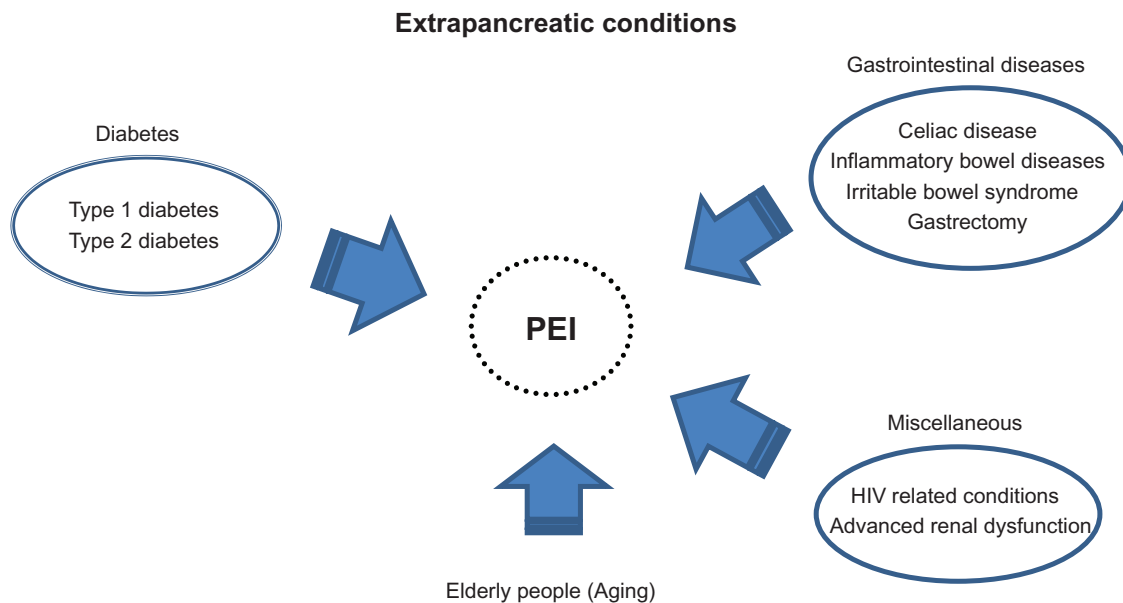 Extrapancreatic conditions
Gastrointestinal diseases
Celiac disease
Inflammatory bowel diseases
Irritable bowel syndrome
Gastrectomy
Diabetes
Type 1 diabetes
Type 2 diabetes
PEI
Miscellaneous
HIV related conditions
Advanced renal dysfunction
Elderly people (Aging)